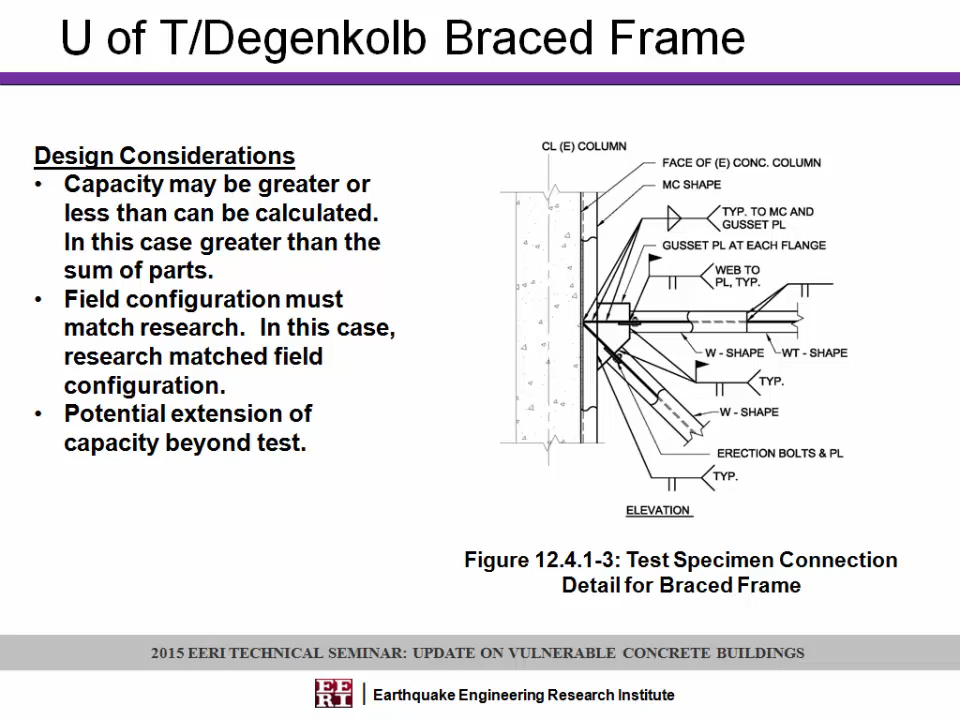 U of T/Degenkolb Braced Frame
Design Considerations
• Capacity may be greater or
less than can be calculated.
In this case greater than the
sum of parts.
• Field configuration must
match research.  In this case,
research matched field
configuration.
• Potential extension of
capacity beyond test.
CL (E) COLUMN
FACE OF (E) CONC. COLUMN
MC SHAPE
TYP. TO MC AND
GUSSET PL
GUSSET PL AT EACH FLANGE
WEB TO
PL, TYP.
W - SHAPE
WT - SHAPE
TYP.
W - SHAPE
ERECTION BOLTS & PL
TYP.
ELEVATION
Figure 12.4.1-3: Test Specimen Connection
Detail for Braced Frame
2015 EERI TECHNICAL SEMINAR: UPDATE ON VULNERABLE CONCRETE BUILDINGS
EERI | Earthquake Engineering Research Institute